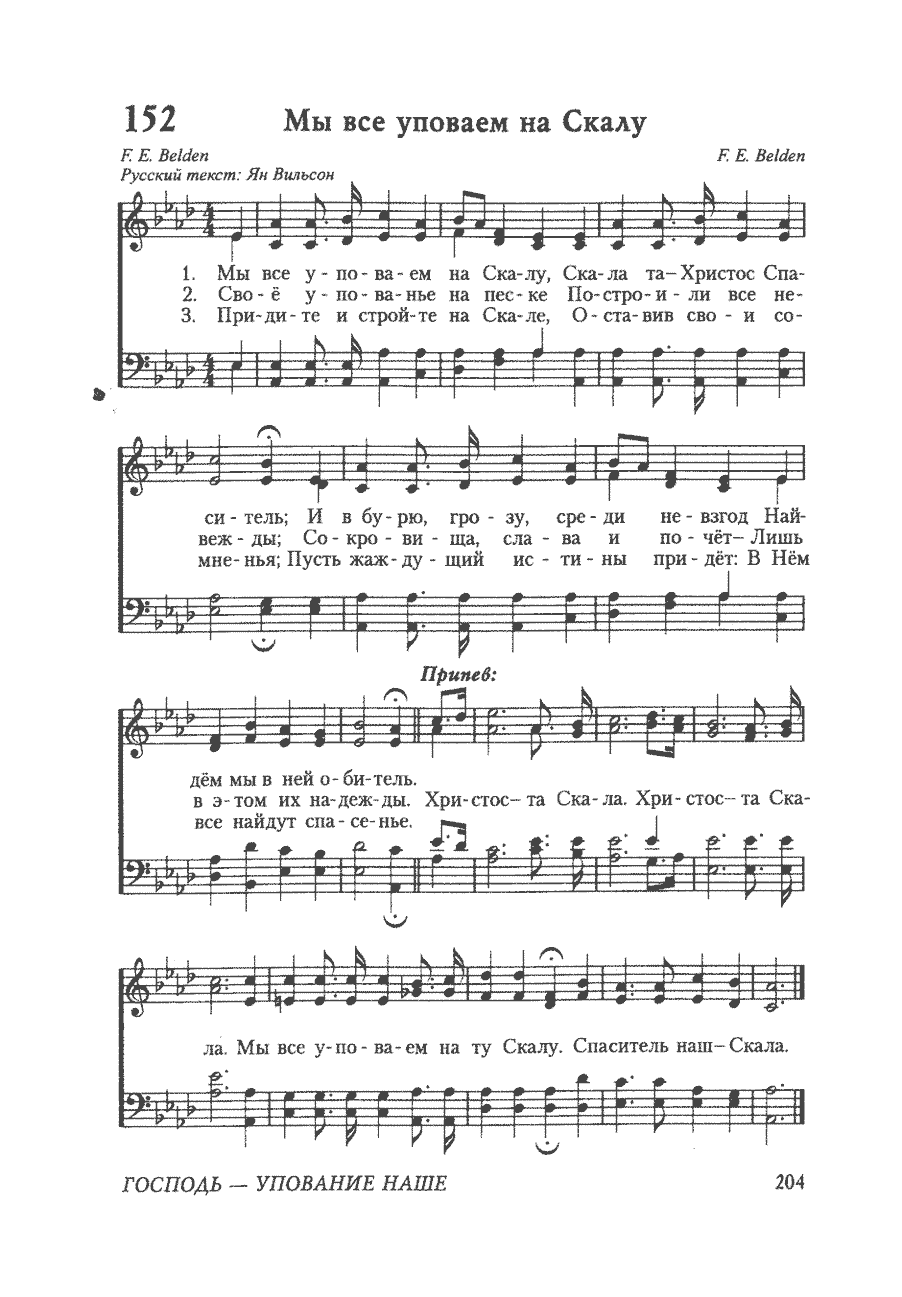 152 Мы все уповаем на Скалу
F. E. Belden F. E. Belden
Русский текст: Ян Вильсон
1. Мы все у - по - ва - ем на Ска-лу, Ска-ла та– Христос Спа-
2. Сво - ё у - по - ва-нье на пес - ке По-стро-и - ли все не-
3. При-ди - те и строй-те на Ска-ле, О - ста-вив сво - и со-
си - тель; И в бу-рю, гро - зу, сре - ди не - взгод Най-
веж - ды; Со - кро - ви - ща, сла - ва и по - чёт– Лишь
мне - нья; Пусть жаж-ду - щий ис - ти - ны при - дёт: В Нём
Припев:
дём мы в ней о-би-тель.
в э-том их на-деж-ды. Хри-стос– та Ска-ла. Хри-стос– та Ска-
все найдут спа-се-нье.
ла. Мы все у-по-ва-ем на ту Скалу. Спаситель наш– Скала.
ГОСПОДЬ — УПОВАНИЕ НАШЕ 204